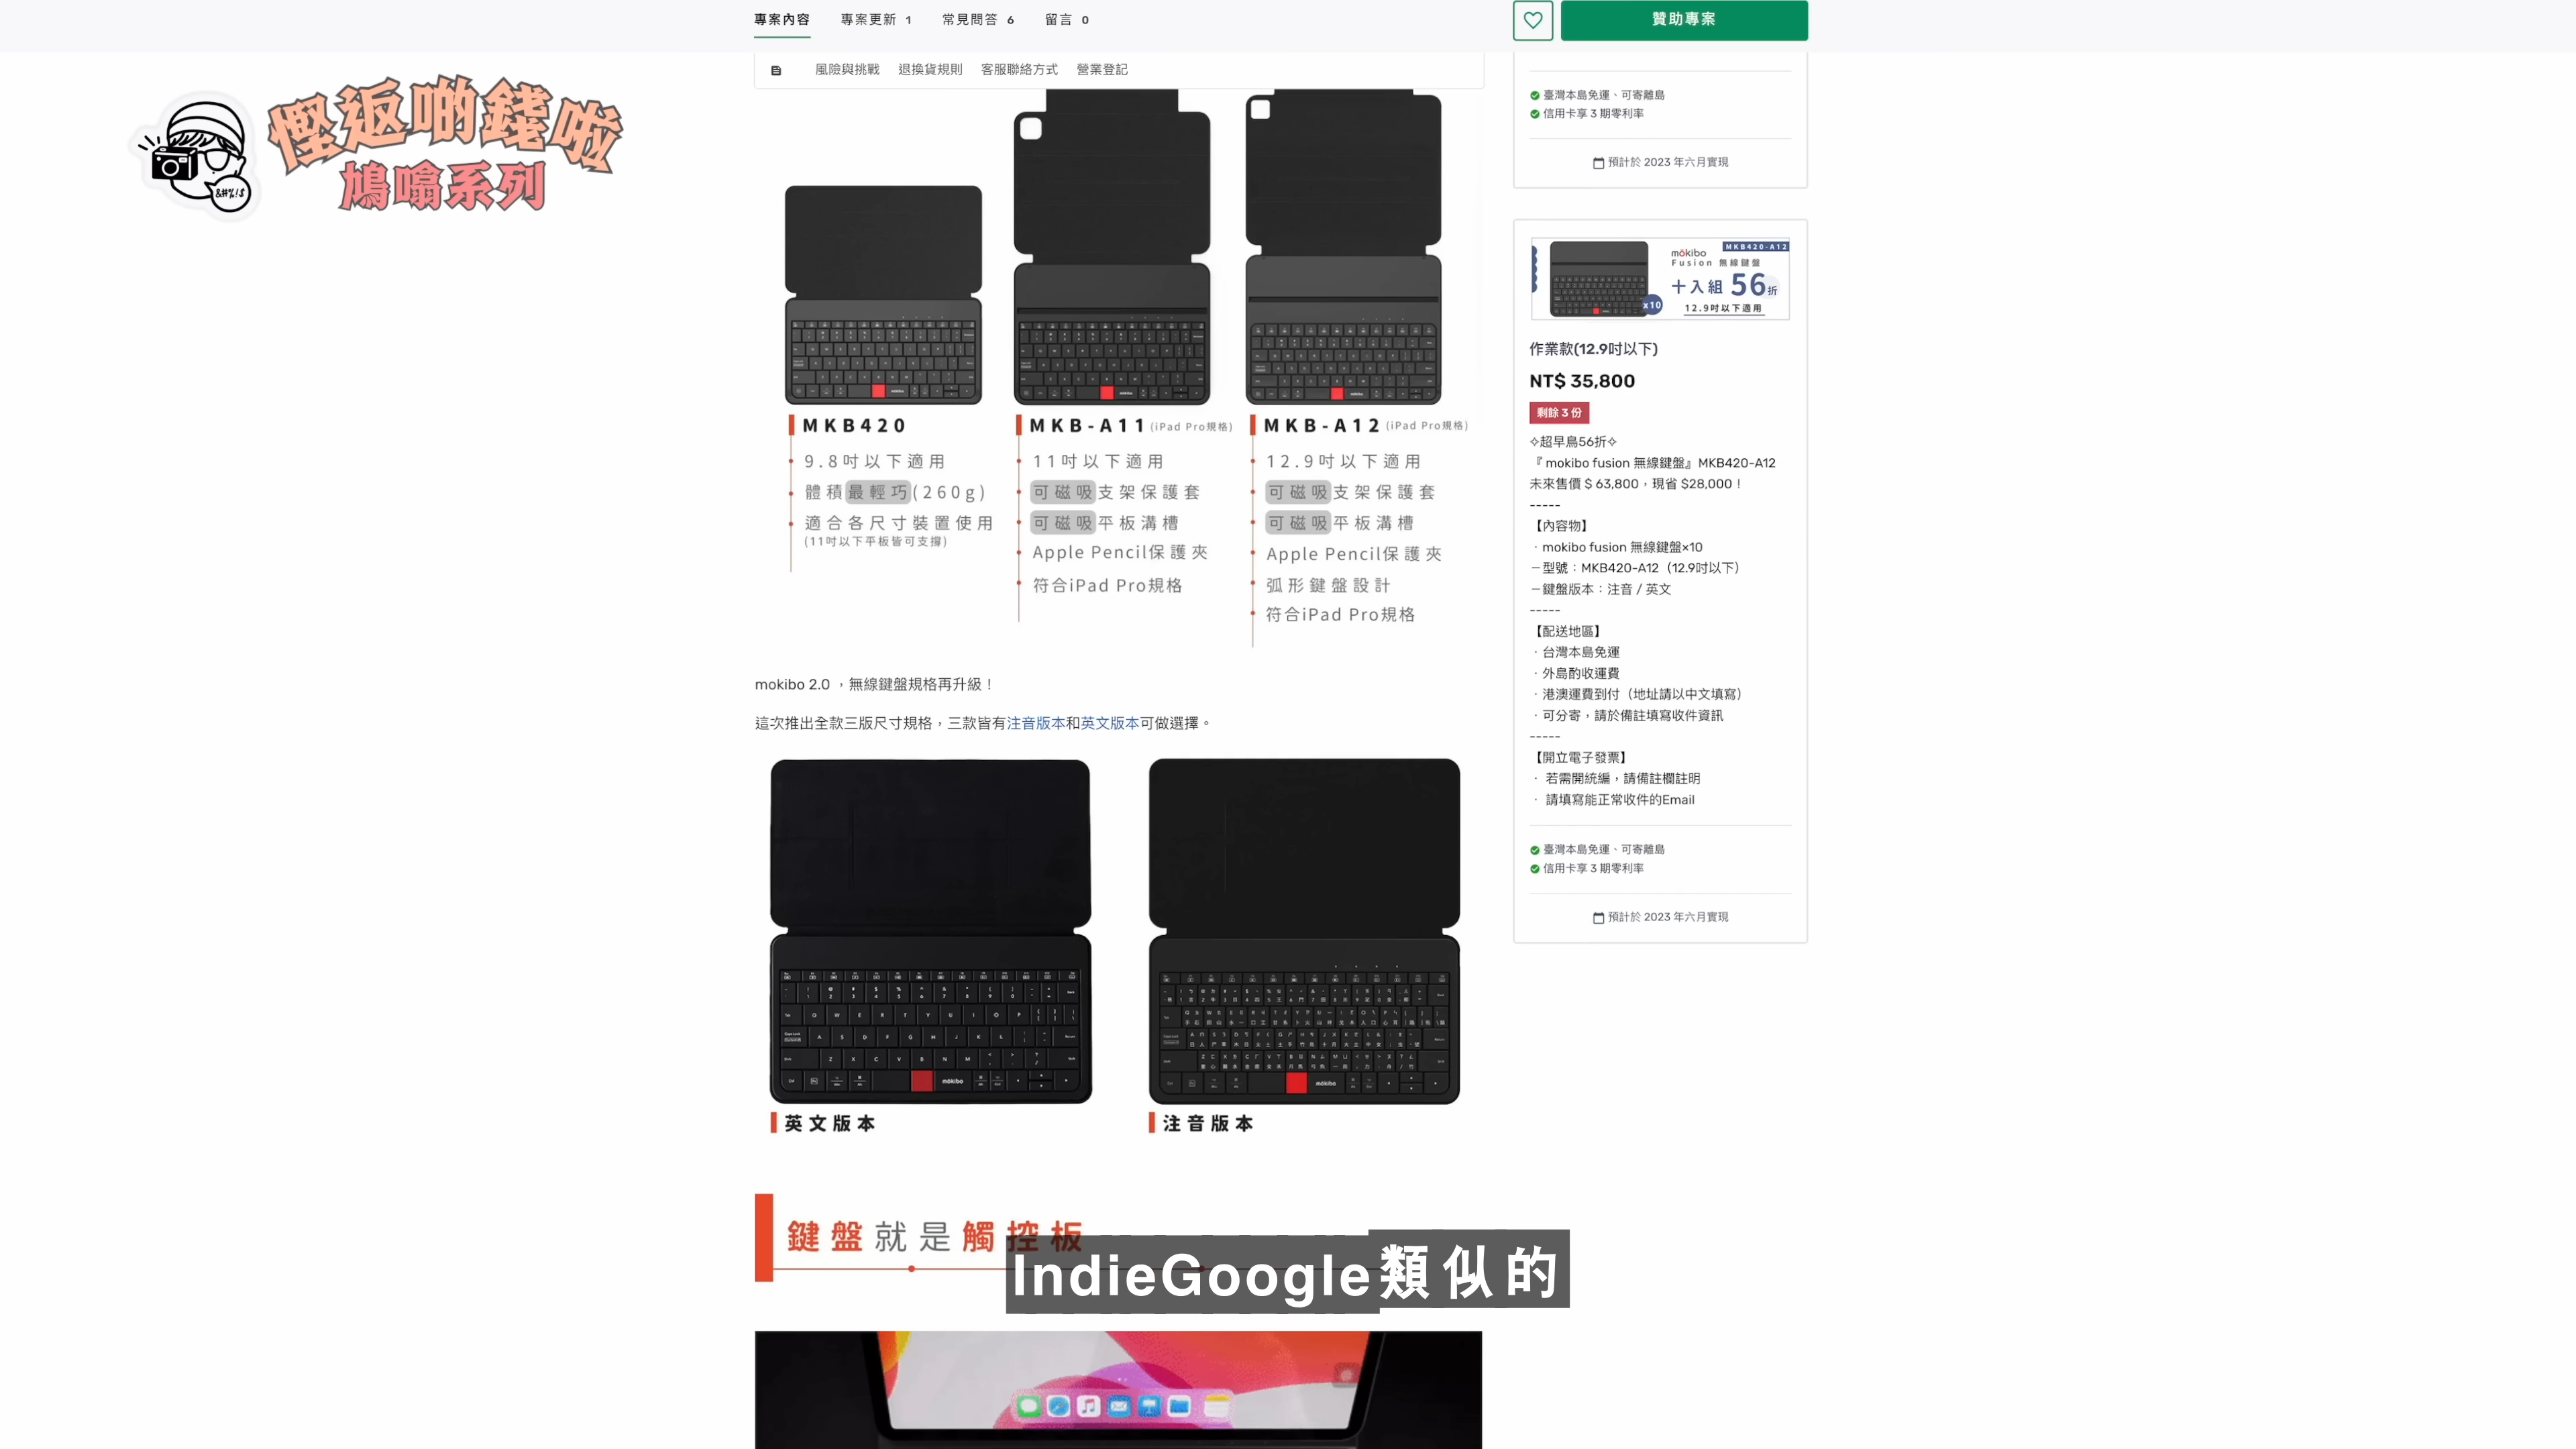 專案內容 專案更新 1 常見問答 6 留言 0
贊助專案
風險與挑戰 退換貨規則 客服聯絡方式 營業登記
慳返啲錢啦
鳩噏系列
&#%!$
MKB420
9.8吋以下適用
體積最輕巧(260g)
適合各尺寸裝置使用
(11吋以下平板皆可支撐)
MKB-A11 (iPad Pro規格)
11吋以下適用
可磁吸支架保護套
可磁吸平板溝槽
Apple Pencil保護夾
符合iPad Pro規格
MKB-A12 (iPad Pro規格)
12.9吋以下適用
可磁吸支架保護套
可磁吸平板溝槽
Apple Pencil保護夾
弧形鍵盤設計
符合iPad Pro規格
mokibo 2.0 ，無線鍵盤規格再升級！
這次推出全款三版尺寸規格，三款皆有注音版本和英文版本可做選擇。
mokibo
mokibo
英文版本
注音版本
鍵盤就是觸控板
臺灣本島免運、可寄離島
信用卡享 3 期零利率
預計於 2023 年六月實現
MKB420-A12
mökibo
Fusion 無線鍵盤
十入組 56折
x10
12.9吋以下適用
作業款(12.9吋以下)
NT$ 35,800
剩餘 3 份
✧超早鳥56折✧
『 mokibo fusion 無線鍵盤』MKB420-A12
未來售價 $ 63,800，現省 $28,000！
-----
【內容物】
· mokibo fusion 無線鍵盤×10
－型號：MKB420-A12（12.9吋以下）
－鍵盤版本：注音 / 英文
-----
【配送地區】
· 台灣本島免運
· 外島酌收運費
· 港澳運費到付（地址請以中文填寫）
· 可分寄，請於備註填寫收件資訊
-----
【開立電子發票】
· 若需開統編，請備註欄註明
· 請填寫能正常收件的Email
臺灣本島免運、可寄離島
信用卡享 3 期零利率
預計於 2023 年六月實現
IndieGoogle類似的